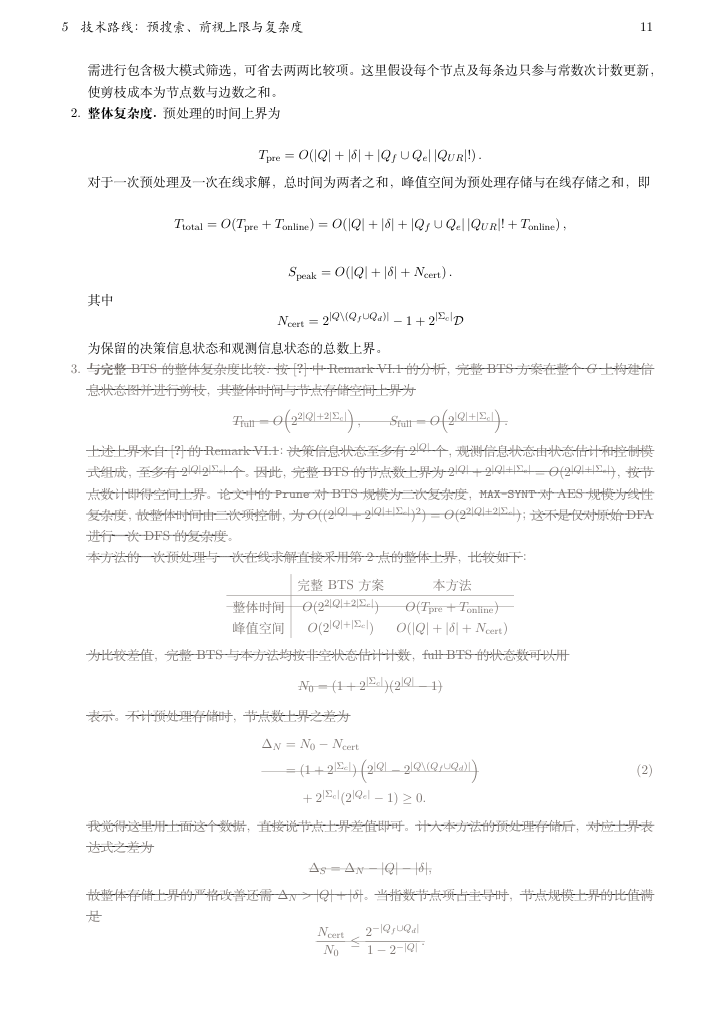 5 技术路线：预搜索、前视上限与复杂度 11
需进行包含极大模式筛选，可省去两两比较项。这里假设每个节点及每条边只参与常数次计数更新，
使剪枝成本为节点数与边数之和。
2. 整体复杂度. 预处理的时间上界为
T_pre = O(|Q| + |δ| + |Q_f ∪ Q_e| |Q_{UR}|!) .
对于一次预处理及一次在线求解，总时间为两者之和，峰值空间为预处理存储与在线存储之和，即
T_total = O(T_pre + T_online) = O(|Q| + |δ| + |Q_f ∪ Q_e| |Q_{UR}|! + T_online) ,
S_peak = O(|Q| + |δ| + N_cert) .
其中
N_cert = 2^{|Q\(Q_f∪Q_d)|} − 1 + 2^{|Σ_c|}𝒟
为保留的决策信息状态和观测信息状态的总数上界。
3. 与完整 BTS 的整体复杂度比较. 按 [?] 中 Remark VI.1 的分析，完整 BTS 方案在整个 G 上构建信
息状态图并进行剪枝，其整体时间与节点存储空间上界为
T_full = O(2^{2|Q|+2|Σ_c|}) , S_full = O(2^{|Q|+|Σ_c|}) .
上述上界来自 [?] 的 Remark VI.1：决策信息状态至多有 2^{|Q|} 个，观测信息状态由状态估计和控制模
式组成，至多有 2^{|Q|}2^{|Σ_c|} 个。因此，完整 BTS 的节点数上界为 2^{|Q|} + 2^{|Q|+|Σ_c|} = O(2^{|Q|+|Σ_c|})，按节
点数计即得空间上界。论文中的 Prune 对 BTS 规模为二次复杂度，MAX-SYNT 对 AES 规模为线性
复杂度，故整体时间由二次项控制，为 O((2^{|Q|} + 2^{|Q|+|Σ_c|})^2) = O(2^{2|Q|+2|Σ_c|})；这不是仅对原始 DFA
进行一次 DFS 的复杂度。
本方法的一次预处理与一次在线求解直接采用第 2 点的整体上界，比较如下：
完整 BTS 方案 本方法
整体时间 O(2^{2|Q|+2|Σ_c|}) O(T_pre + T_online)
峰值空间 O(2^{|Q|+|Σ_c|}) O(|Q| + |δ| + N_cert)
为比较差值，完整 BTS 与本方法均按非空状态估计计数，full BTS 的状态数可以用
N_0 = (1 + 2^{|Σ_c|})(2^{|Q|} − 1)
表示。不计预处理存储时，节点数上界之差为
Δ_N = N_0 − N_cert
= (1 + 2^{|Σ_c|}) (2^{|Q|} − 2^{|Q\(Q_f∪Q_d)|}) (2)
+ 2^{|Σ_c|}(2^{|Q_e|} − 1) ≥ 0.
我觉得这里用上面这个数据，直接说节点上界差值即可。计入本方法的预处理存储后，对应上界表
达式之差为
Δ_S = Δ_N − |Q| − |δ|,
故整体存储上界的严格改善还需 Δ_N > |Q| + |δ|。当指数节点项占主导时，节点规模上界的比值满
足
N_cert / N_0 ≤ 2^{−|Q_f∪Q_d|} / 1 − 2^{−|Q|} .